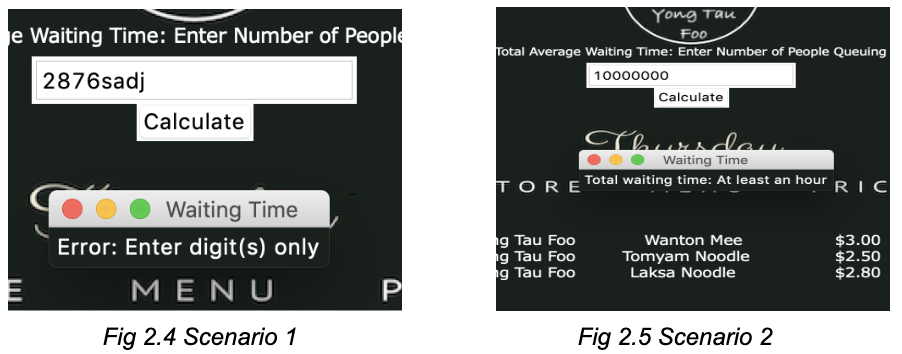 ge Waiting Time: Enter Number of People
2876sadj
Calculate
Waiting Time
Error: Enter digit(s) only
E MENU P
Fig 2.4 Scenario 1
Yong Tau
Foo
Total Average Waiting Time: Enter Number of People Queuing
10000000
Calculate
Thursday
Waiting Time
Total waiting time: At least an hour
TORE RIC
ng Tau Foo Wanton Mee $3.00
ng Tau Foo Tomyam Noodle $2.50
ng Tau Foo Laksa Noodle $2.80
Fig 2.5 Scenario 2